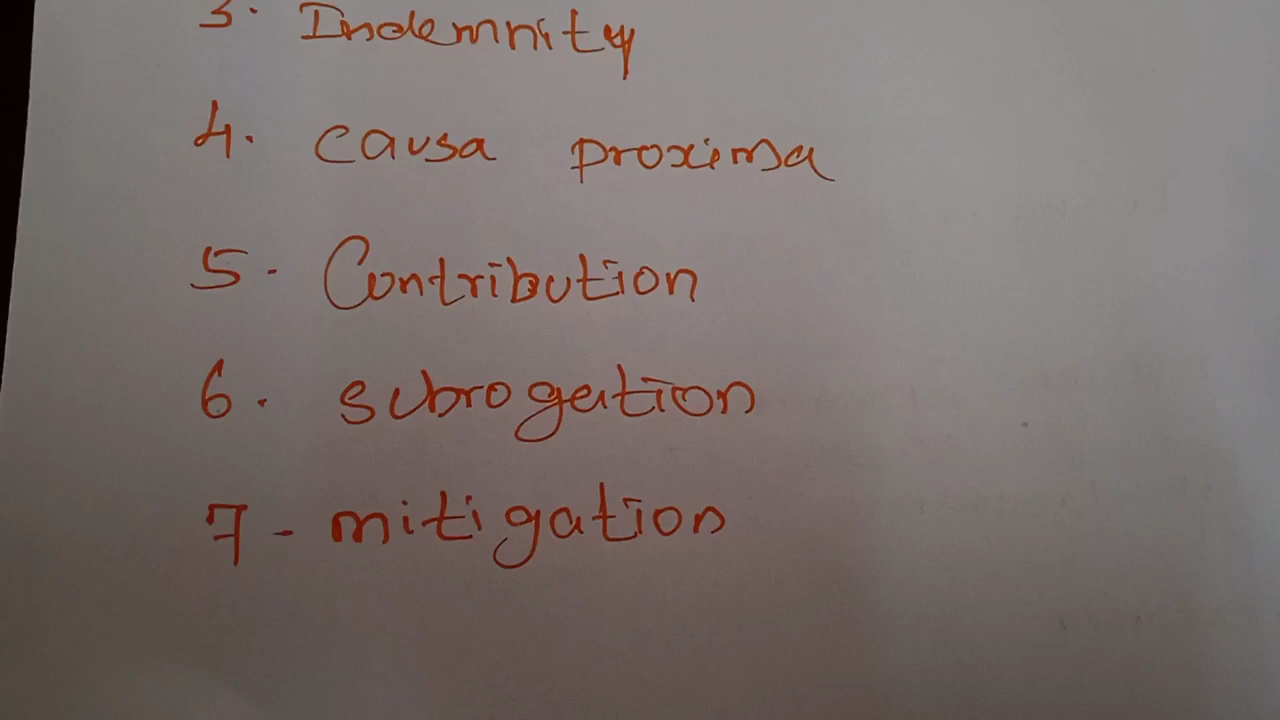 3. Indemnity
4. causa proxima
5. Contribution
6. subrogation
7 - mitigation